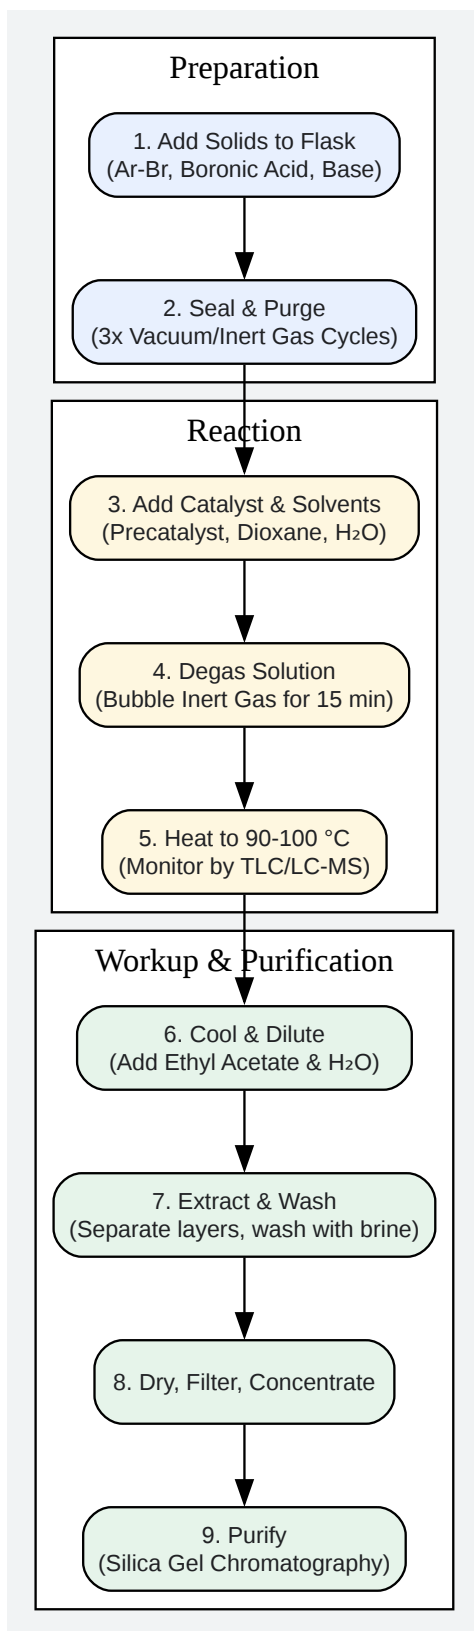 Preparation
1. Add Solids to Flask
(Ar-Br, Boronic Acid, Base)
2. Seal & Purge
(3x Vacuum/Inert Gas Cycles)
Reaction
3. Add Catalyst & Solvents
(Precatalyst, Dioxane, H₂O)
4. Degas Solution
(Bubble Inert Gas for 15 min)
5. Heat to 90-100 °C
(Monitor by TLC/LC-MS)
Workup & Purification
6. Cool & Dilute
(Add Ethyl Acetate & H₂O)
7. Extract & Wash
(Separate layers, wash with brine)
8. Dry, Filter, Concentrate
9. Purify
(Silica Gel Chromatography)